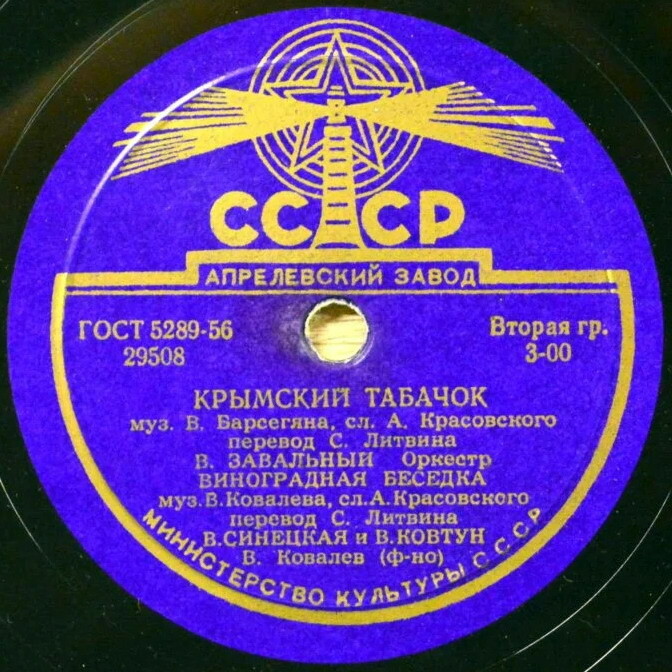 СССР
АПРЕЛЕВСКИЙ ЗАВОД
ГОСТ 5289-56
29508
Вторая гр.
3-00
КРЫМСКИЙ ТАБАЧОК
муз. В. Барсегяна, сл. А. Красовского
перевод С. Литвина
В. ЗАВАЛЬНЫЙ Оркестр
ВИНОГРАДНАЯ БЕСЕДКА
муз.В.Ковалева, сл.А.Красовского
перевод С. Литвина
В.СИНЕЦКАЯ и В.КОВТУН
В. Ковалев (ф-но)
МИНИСТЕРСТВО КУЛЬТУРЫ СССР